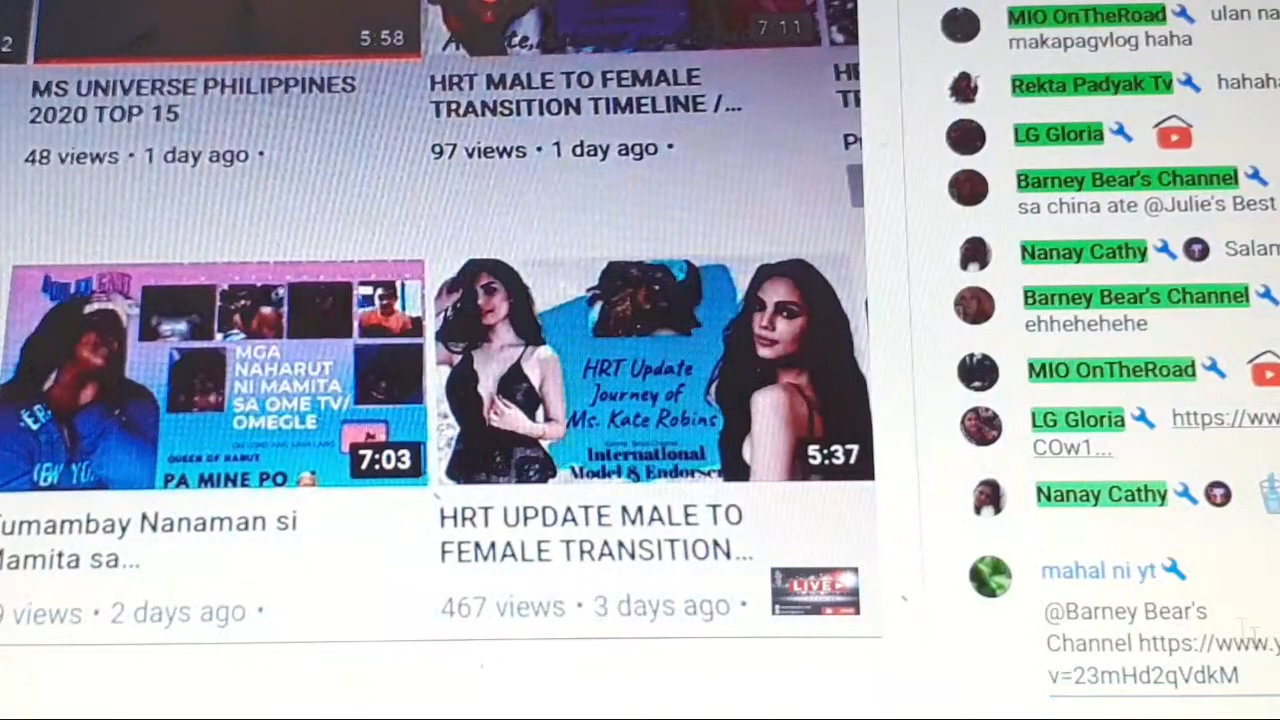 5:58
7:11
MS UNIVERSE PHILIPPINES
2020 TOP 15
48 views • 1 day ago •
HRT MALE TO FEMALE
TRANSITION TIMELINE /...
97 views • 1 day ago •
MGA
NAHARUT
NI MAMITA
SA OME TV/
OMEGLE
QUEEN OF HARUT
PA MINE PO
7:03
HRT Update
Journey of
Ms. Kate Robins
International
Model & Endorser
5:37
umambay Nanaman si
amita sa...
views • 2 days ago •
HRT UPDATE MALE TO
FEMALE TRANSITION...
467 views • 3 days ago •
LIVE
MIO OnTheRoad ulan na
makapagvlog haha
Rekta Padyak Tv hahah
LG Gloria
Barney Bear's Channel
sa china ate @Julie's Best
Nanay Cathy Salan
Barney Bear's Channel
ehhehehehe
MIO OnTheRoad
LG Gloria https://ww
COw1...
Nanay Cathy
mahal ni yt
@Barney Bear's
Channel https://www.y
v=23mHd2qVdkM